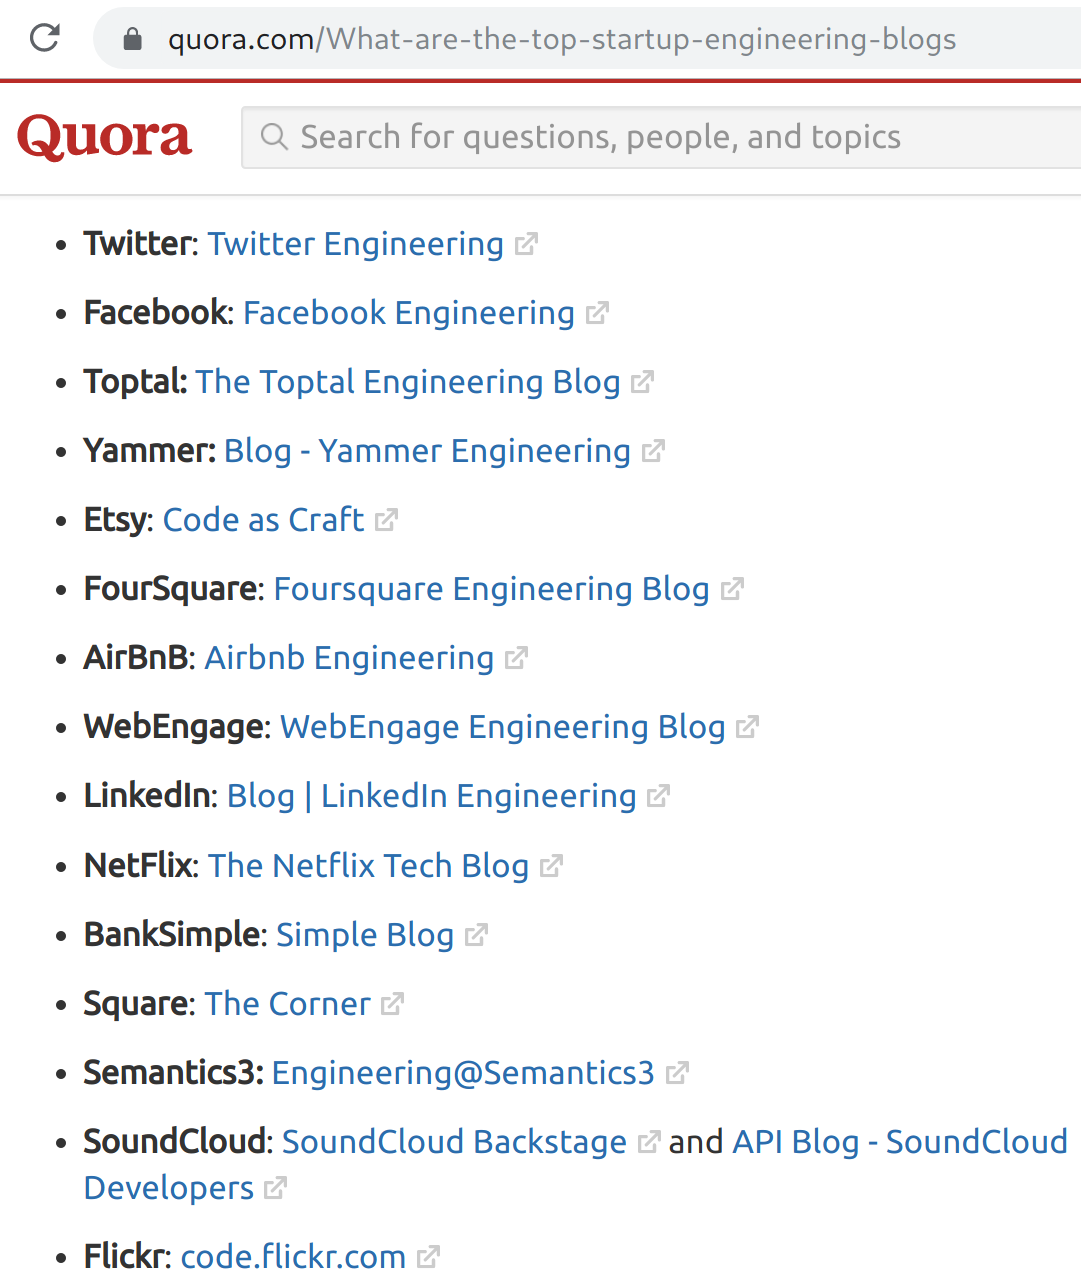 quora.com/What-are-the-top-startup-engineering-blogs
Quora
Search for questions, people, and topics
• Twitter: Twitter Engineering
• Facebook: Facebook Engineering
• Toptal: The Toptal Engineering Blog
• Yammer: Blog - Yammer Engineering
• Etsy: Code as Craft
• FourSquare: Foursquare Engineering Blog
• AirBnB: Airbnb Engineering
• WebEngage: WebEngage Engineering Blog
• LinkedIn: Blog | LinkedIn Engineering
• NetFlix: The Netflix Tech Blog
• BankSimple: Simple Blog
• Square: The Corner
• Semantics3: Engineering@Semantics3
• SoundCloud: SoundCloud Backstage and API Blog - SoundCloud
Developers
• Flickr: code.flickr.com